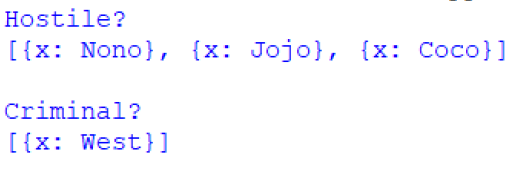 Hostile?
[{x: Nono}, {x: Jojo}, {x: Coco}]
Criminal?
[{x: West}]